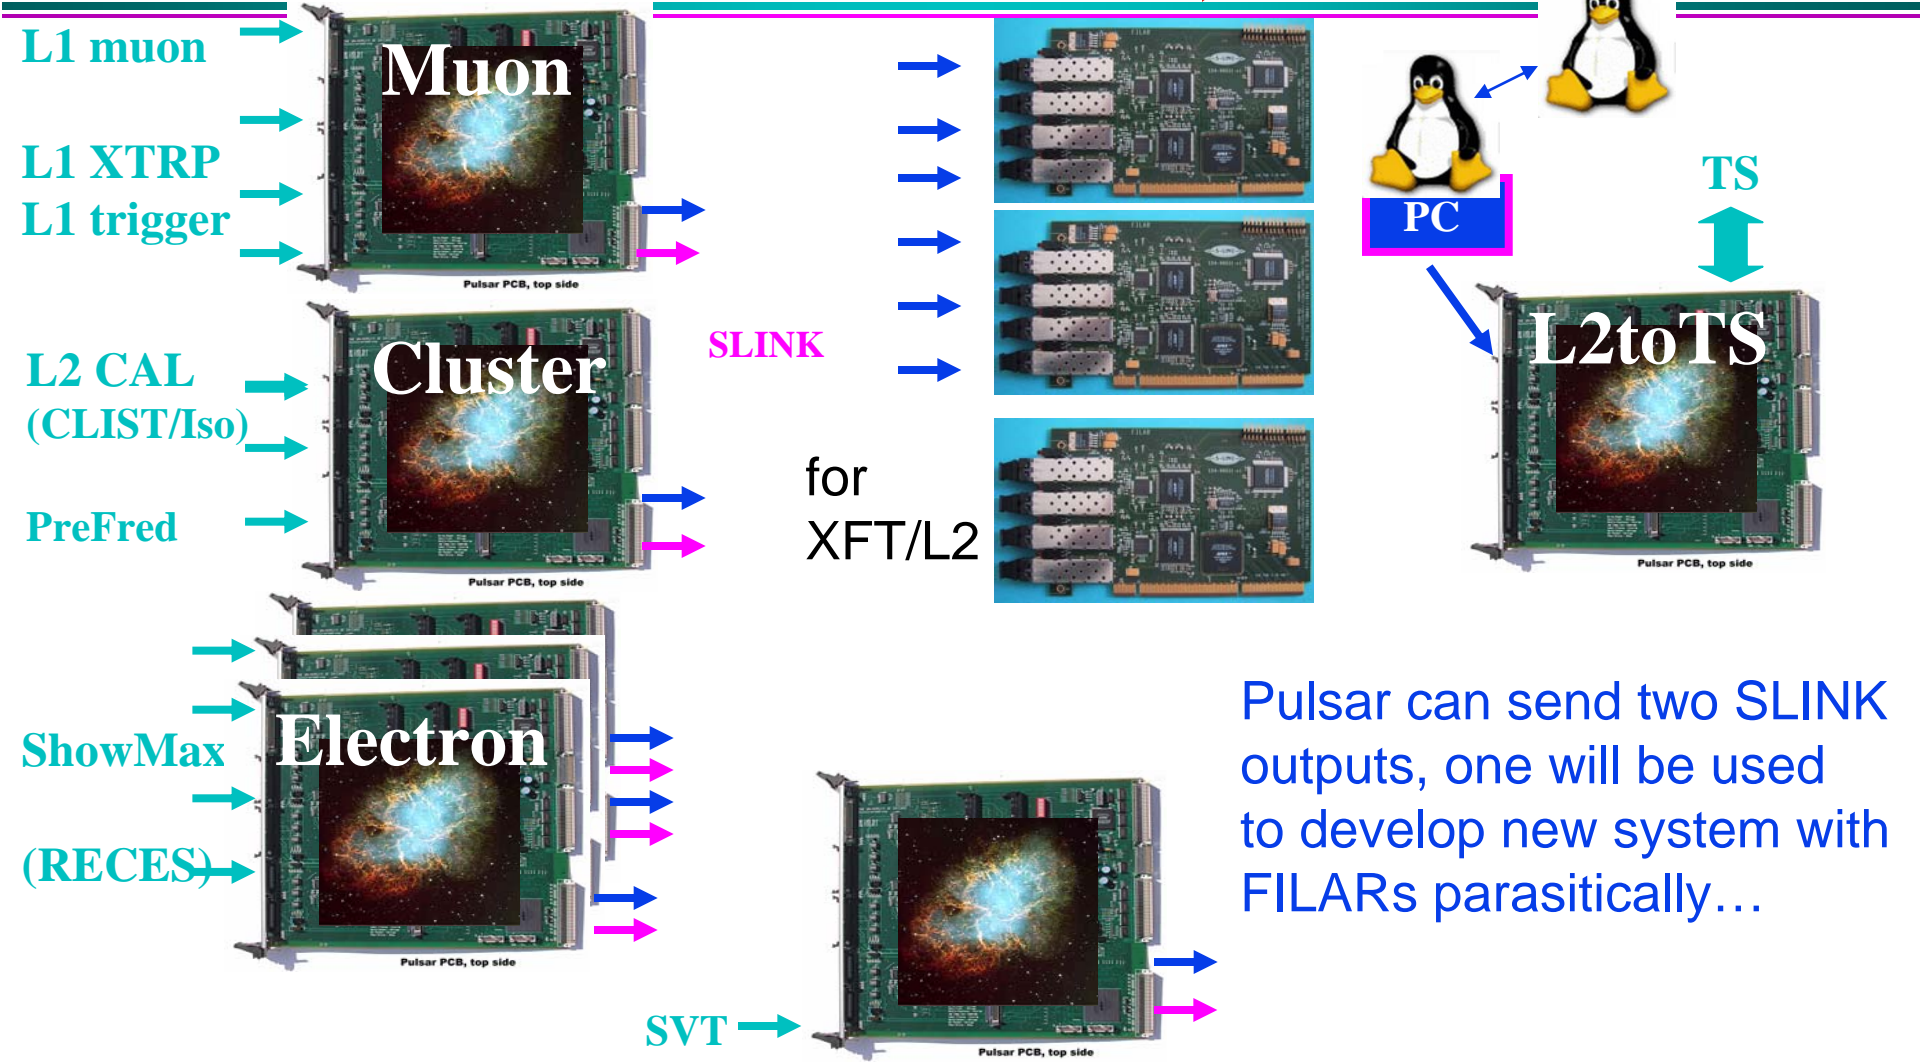 L1 muon
L1 XTRP
L1 trigger
Muon
Pulsar PCB, top side
L2 CAL
(CLIST/Iso)
PreFred
Cluster
Pulsar PCB, top side
SLINK
for
XFT/L2
PC
TS
L2toTS
Pulsar PCB, top side
ShowMax
(RECES)
Electron
Pulsar PCB, top side
SVT
Pulsar PCB, top side
Pulsar can send two SLINK
outputs, one will be used
to develop new system with
FILARs parasitically…